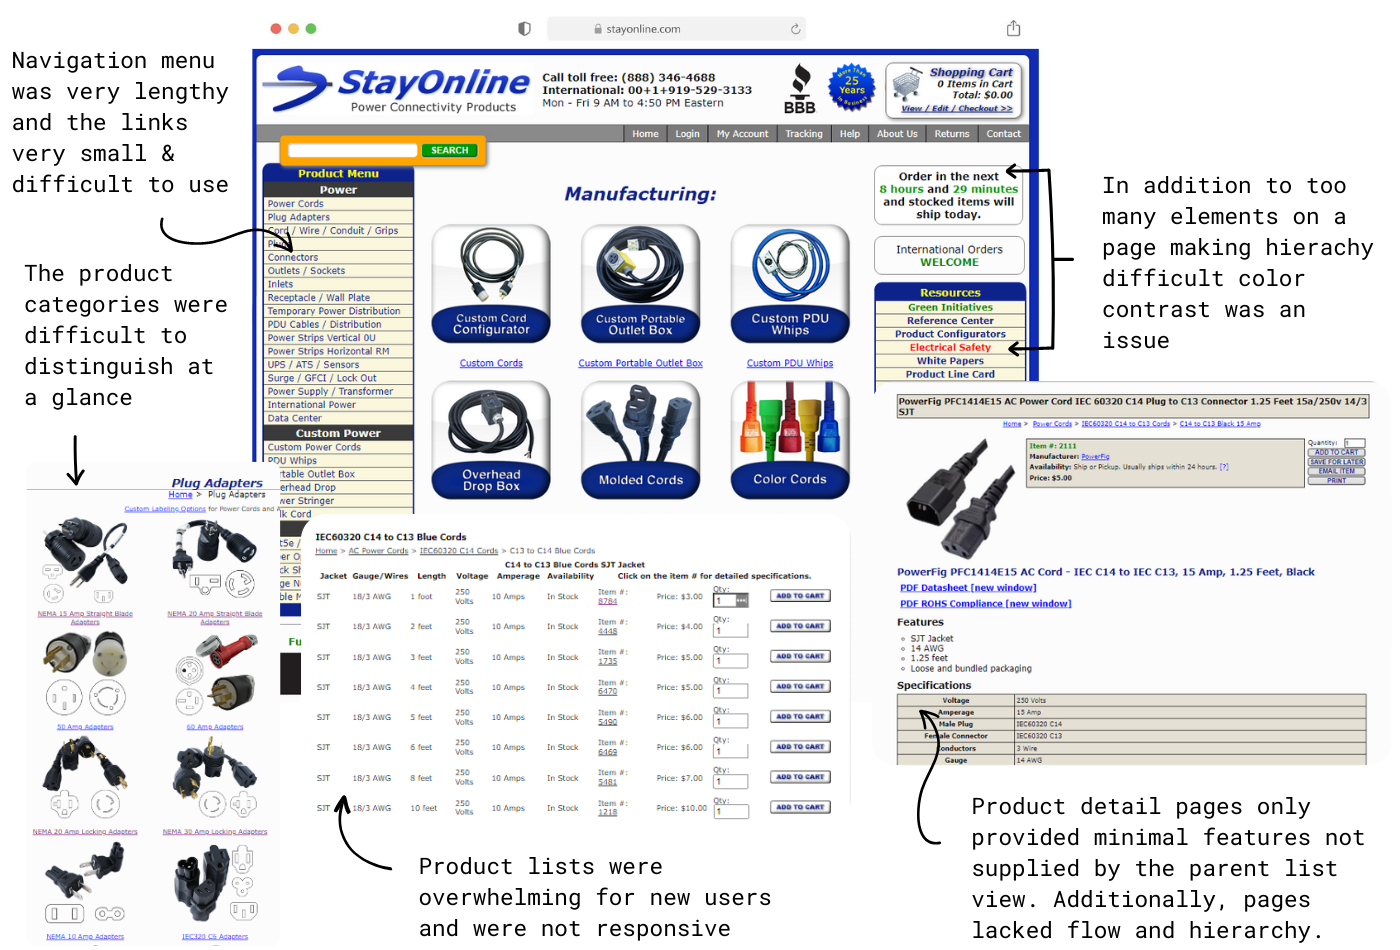 Navigation menu
was very lengthy
and the links
very small &
difficult to use
The product
categories were
difficult to
distinguish at
a glance
stayonline.com
StayOnline
Power Connectivity Products
Call toll free: (888) 346-4688
International: 00+1+919-529-3133
Mon - Fri 9 AM to 4:50 PM Eastern
BBB
More Than
25
Years
Shopping Cart
0 Items in Cart
Total: $0.00
View / Edit / Checkout >>
Home Login My Account Tracking Help About Us Returns Contact
SEARCH
Product Menu
Power
Power Cords
Plug Adapters
Cord / Wire / Conduit / Grips
Connectors
Outlets / Sockets
Inlets
Receptacle / Wall Plate
Temporary Power Distribution
PDU Cables / Distribution
Power Strips Vertical 0U
Power Strips Horizontal RM
UPS / ATS / Sensors
Surge / GFCI / Lock Out
Power Supply / Transformer
International Power
Data Center
Custom Power
Custom Power Cords
PDU Whips
rtable Outlet Box
erhead Drop
wer Stringer
lk Cord
Manufacturing:
Custom Cord
Configurator
Custom Portable
Outlet Box
Custom PDU
Whips
Custom Cords
Custom Portable Outlet Box
Custom PDU Whips
Overhead
Drop Box
Molded Cords
Color Cords
Order in the next
8 hours and 29 minutes
and stocked items will
ship today.
International Orders
WELCOME
Resources
Green Initiatives
Reference Center
Product Configurators
Electrical Safety
White Papers
Product Line Card
In addition to too
many elements on a
page making hierachy
difficult color
contrast was an
issue
Plug Adapters
Home > Plug Adapters
Custom Labeling Options for Power Cords and A
NEMA 15 Amp Straight Blade
Adapters
NEMA 20 Amp Straight Blade
Adapters
50 Amp Adapters
60 Amp Adapters
NEMA 20 Amp Locking Adapters
NEMA 30 Amp Locking Adapters
NEMA 10 Amp Adapters
IEC320 C6 Adapters
t5e /
er O
ck Sh
ge N
ble M
Fu
IEC60320 C14 to C13 Blue Cords
Home > AC Power Cords > IEC60320 C14 Cords > C13 to C14 Blue Cords
C14 to C13 Blue Cords SJT Jacket
Jacket Gauge/Wires Length Voltage Amperage Availability Click on the item # for detailed specifications.
SJT 18/3 AWG 1 foot 250 Volts 10 Amps In Stock Item #: 8784 Price: $3.00 Qty: 1 ADD TO CART
SJT 18/3 AWG 2 feet 250 Volts 10 Amps In Stock Item #: 4448 Price: $4.00 Qty: 1 ADD TO CART
SJT 18/3 AWG 3 feet 250 Volts 10 Amps In Stock Item #: 1735 Price: $5.00 Qty: 1 ADD TO CART
SJT 18/3 AWG 4 feet 250 Volts 10 Amps In Stock Item #: 6470 Price: $5.00 Qty: 1 ADD TO CART
SJT 18/3 AWG 5 feet 250 Volts 10 Amps In Stock Item #: 5490 Price: $6.00 Qty: 1 ADD TO CART
SJT 18/3 AWG 6 feet 250 Volts 10 Amps In Stock Item #: 6469 Price: $6.00 Qty: 1 ADD TO CART
SJT 18/3 AWG 8 feet 250 Volts 10 Amps In Stock Item #: 5481 Price: $7.00 Qty: 1 ADD TO CART
SJT 18/3 AWG 10 feet 250 Volts 10 Amps In Stock Item #: 1218 Price: $10.00 Qty: 1 ADD TO CART
PowerFig PFC1414E15 AC Power Cord IEC 60320 C14 Plug to C13 Connector 1.25 Feet 15a/250v 14/3
SJT
Home > Power Cords > IEC60320 C14 to C13 Cords > C14 to C13 Black 15 Amp
Item #: 2111
Manufacturer: PowerFig
Availability: Ship or Pickup. Usually ships within 24 hours. [?]
Price: $5.00
Quantity: 1
ADD TO CART
SAVE FOR LATER
EMAIL ITEM
PRINT
PowerFig PFC1414E15 AC Cord - IEC C14 to IEC C13, 15 Amp, 1.25 Feet, Black
PDF Datasheet [new window]
PDF ROHS Compliance [new window]
Features
SJT Jacket
14 AWG
1.25 feet
Loose and bundled packaging
Specifications
Voltage 250 Volts
Amperage 15 Amp
Male Plug IEC60320 C14
Female Connector IEC60320 C13
Conductors 3 Wire
Gauge 14 AWG
Product lists were
overwhelming for new users
and were not responsive
Product detail pages only
provided minimal features not
supplied by the parent list
view. Additionally, pages
lacked flow and hierarchy.